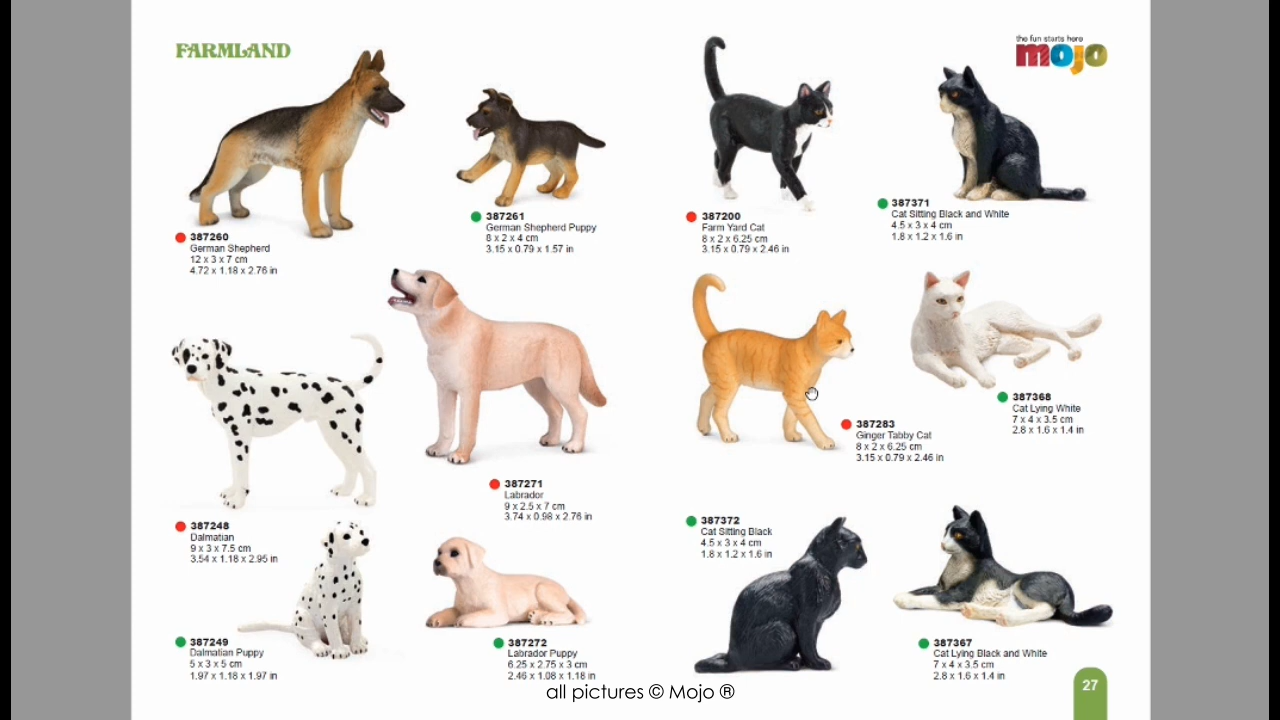 FARMLAND
the fun starts here
mojo
387260
German Shepherd
12 x 3 x 7 cm
4.72 x 1.18 x 2.76 in
387261
German Shepherd Puppy
8 x 2 x 4 cm
3.15 x 0.79 x 1.57 in
387200
Farm Yard Cat
8 x 2 x 6.25 cm
3.15 x 0.79 x 2.46 in
387371
Cat Sitting Black and White
4.5 x 3 x 4 cm
1.8 x 1.2 x 1.6 in
387248
Dalmatian
9 x 3 x 7.5 cm
3.54 x 1.18 x 2.95 in
387271
Labrador
9 x 2.5 x 7 cm
3.74 x 0.98 x 2.76 in
387283
Ginger Tabby Cat
8 x 2 x 6.25 cm
3.15 x 0.79 x 2.46 in
387368
Cat Lying White
7 x 4 x 3.5 cm
2.8 x 1.6 x 1.4 in
387249
Dalmatian Puppy
5 x 3 x 5 cm
1.97 x 1.18 x 1.97 in
387272
Labrador Puppy
6.25 x 2.75 x 3 cm
2.46 x 1.08 x 1.18 in
387372
Cat Sitting Black
4.5 x 3 x 4 cm
1.8 x 1.2 x 1.6 in
387367
Cat Lying Black and White
7 x 4 x 3.5 cm
2.8 x 1.6 x 1.4 in
27
all pictures © Mojo ®